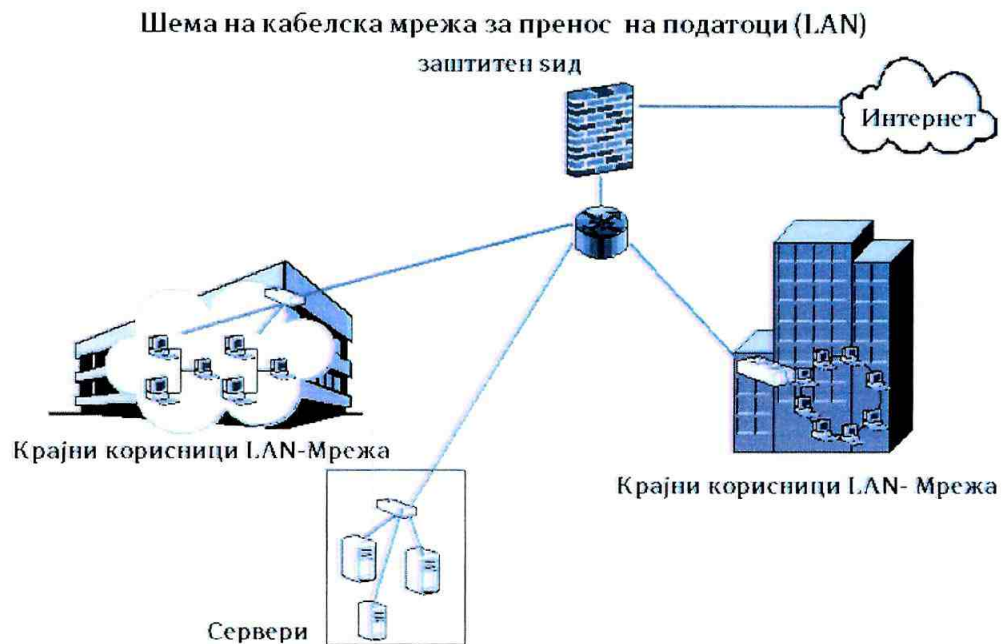 Шема на кабелска мрежа за пренос на податоци (LAN)
заштитен ѕид
Интернет
Крајни корисници LAN-Мрежа
Крајни корисници LAN- Мрежа
Сервери